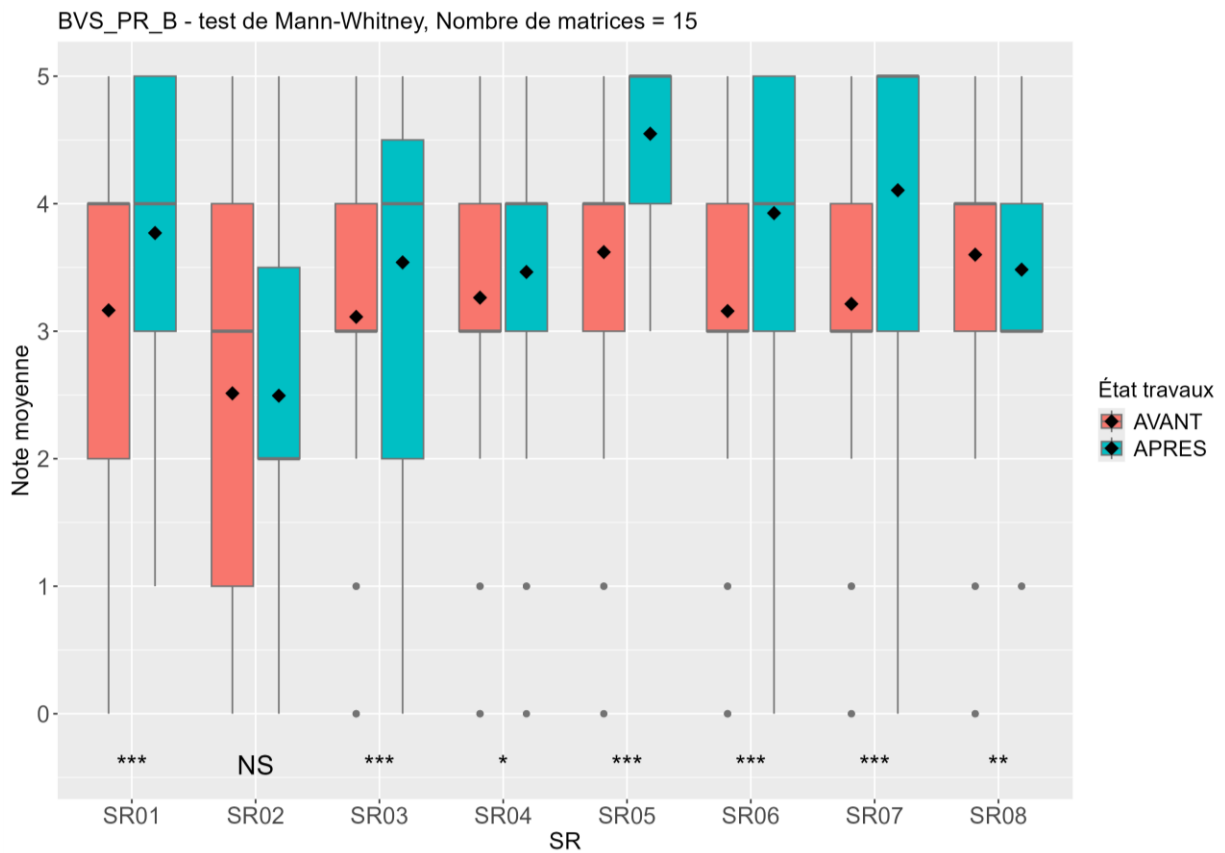 BVS_PR_B - test de Mann-Whitney, Nombre de matrices = 15
5
4
3
2
1
0
Note moyenne
*** NS *** * *** *** *** **
SR01 SR02 SR03 SR04 SR05 SR06 SR07 SR08
SR
État travaux
AVANT
APRES